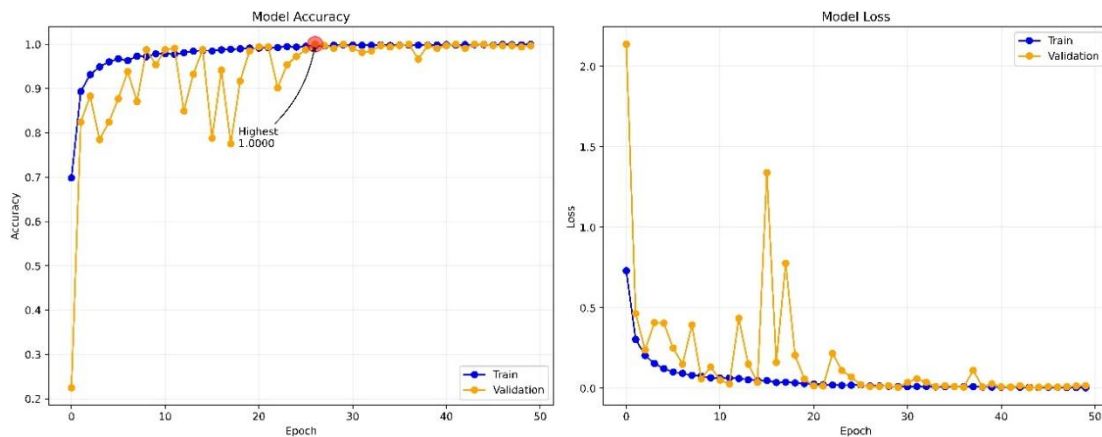 Model Accuracy
1.0
0.9
0.8
0.7
0.6
0.5
0.4
0.3
0.2
Accuracy
Highest
1.0000
Train
Validation
0 10 20 30 40 50
Epoch
Model Loss
2.0
1.5
1.0
0.5
0.0
Loss
Train
Validation
0 10 20 30 40 50
Epoch